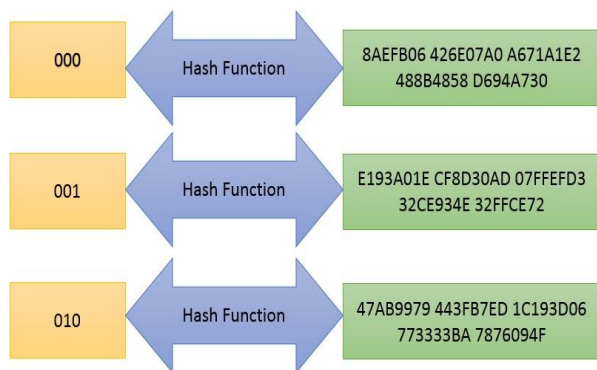 000
Hash Function
8AEFB06 426E07A0 A671A1E2
488B4858 D694A730
001
Hash Function
E193A01E CF8D30AD 07FFEFD3
32CE934E 32FFCE72
010
Hash Function
47AB9979 443FB7ED 1C193D06
773333BA 7876094F